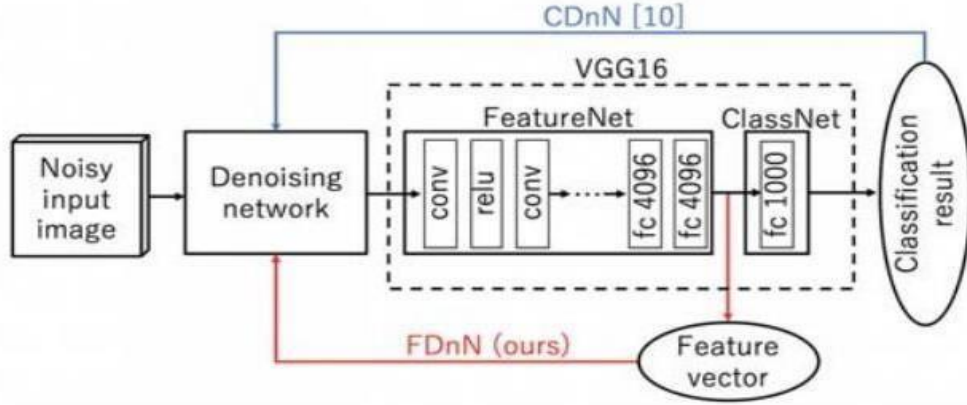 CDnN [10]
VGG16
FeatureNet
ClassNet
Noisy
input
image
Denoising
network
conv
relu
conv
fc 4096
fc 4096
fc 1000
Classification
result
FDnN (ours)
Feature
vector